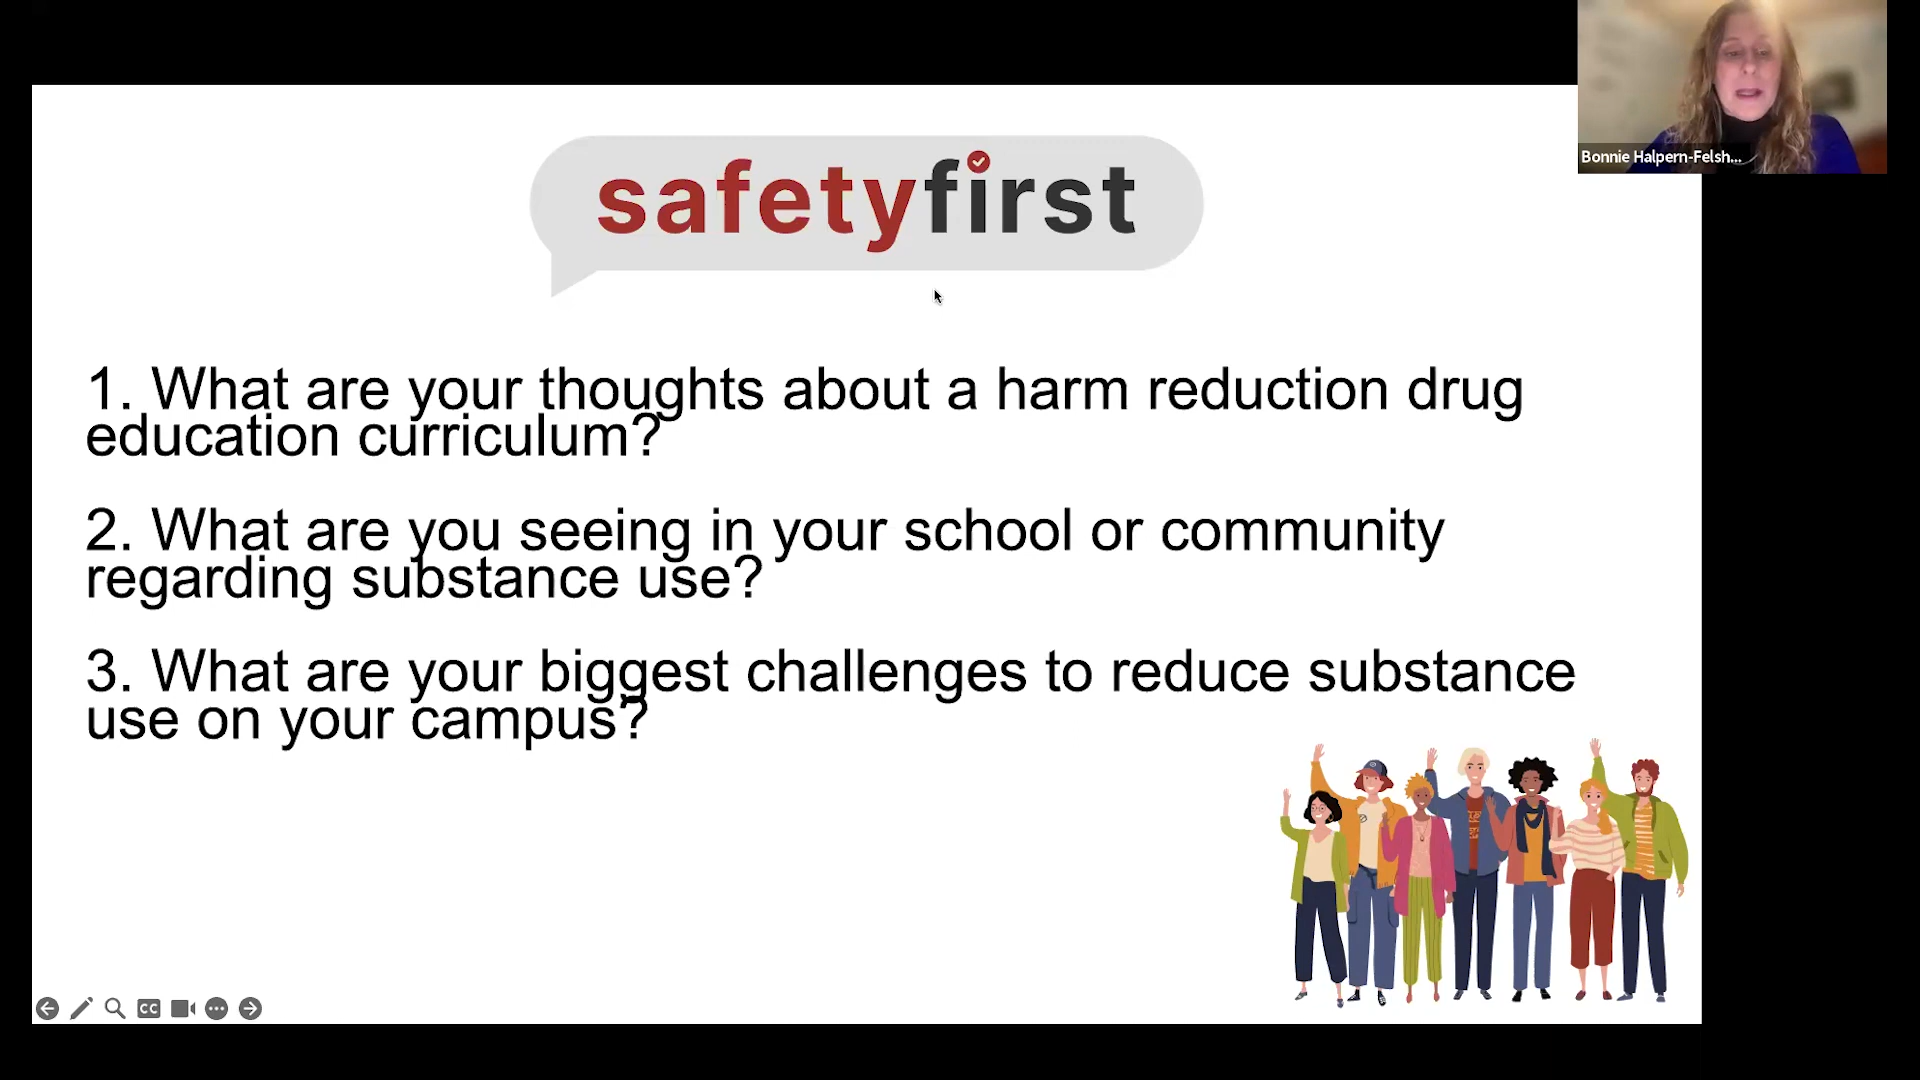 Bonnie Halpern-Felsh...
safetyfirst
1. What are your thoughts about a harm reduction drug
education curriculum?
2. What are you seeing in your school or community
regarding substance use?
3. What are your biggest challenges to reduce substance
use on your campus?
CC